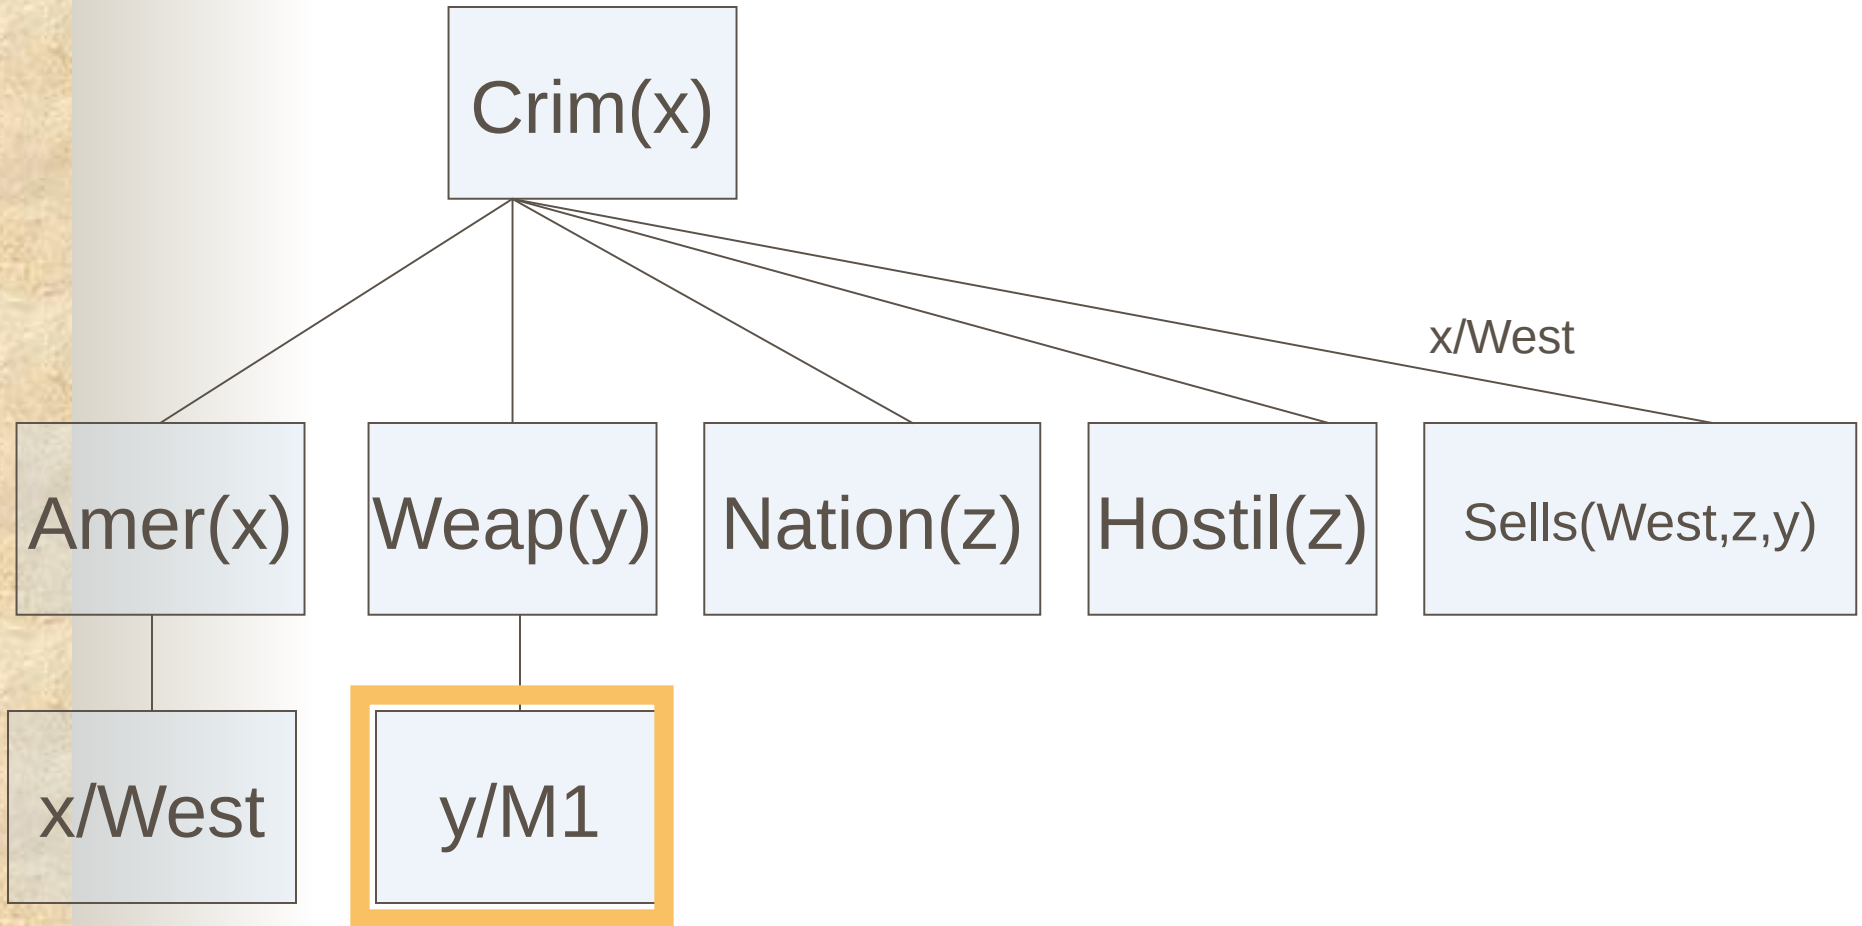 Crim(x)
x/West
Amer(x)
Weap(y)
Nation(z)
Hostil(z)
Sells(West,z,y)
x/West
y/M1